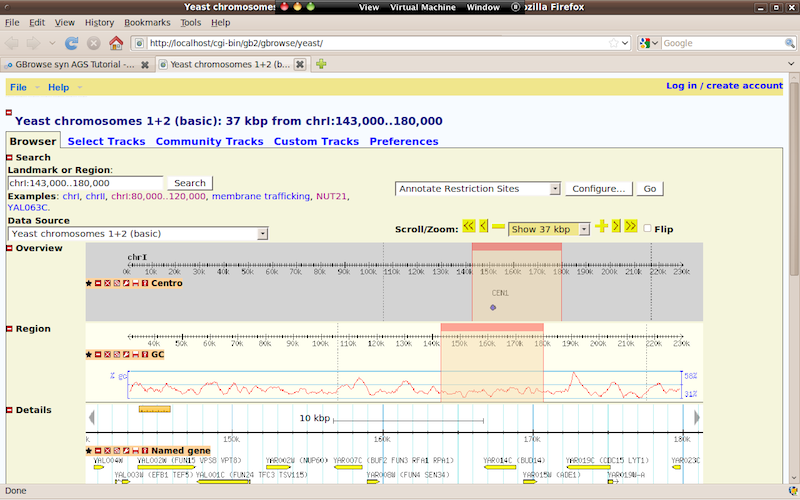 Yeast chromosomes
View Virtual Machine Window
ozilla Firefox
File Edit View History Bookmarks Tools Help
http://localhost/cgi-bin/gb2/gbrowse/yeast/
Google
GBrowse syn AGS Tutorial -...
Yeast chromosomes 1+2 (b...
File Help
Log in / create account
Yeast chromosomes 1+2 (basic): 37 kbp from chrI:143,000..180,000
Browser Select Tracks Community Tracks Custom Tracks Preferences
Search
Landmark or Region:
chrI:143,000..180,000 Search
Annotate Restriction Sites Configure... Go
Examples: chrI, chrII, chrI:80,000..120,000, membrane trafficking, NUT21,
YAL063C.
Data Source
Yeast chromosomes 1+2 (basic)
Scroll/Zoom: << < Show 37 kbp > >> Flip
Overview
chrI
0k 10k 20k 30k 40k 50k 60k 70k 80k 90k 100k 110k 120k 130k 140k 150k 160k 170k 180k 190k 200k 210k 220k 230k
Centro
CEN1
Region
40k 50k 60k 70k 80k 90k 100k 110k 120k 130k 140k 150k 160k 170k 180k 190k 200k 210k 220k 230k
GC
% gc 58%
31%
Details
10 kbp
k. 150k 160k 170k 180k
Named gene
YAL004W YAL002W (FUN15 VPS8 VPT8) YAR002W (NUP60) YAR007C (BUF2 FUN3 RFA1 RPA1) YAR014C (BUD14) YAR019C (CDC15 LYT1) YAR023C
YAL003W (EFB1 TEF5) YAL001C (FUN24 TFC3 TSV115) YAR008W (FUN4 SEN34) YAR015W (ADE1) YAR019W-A
Done